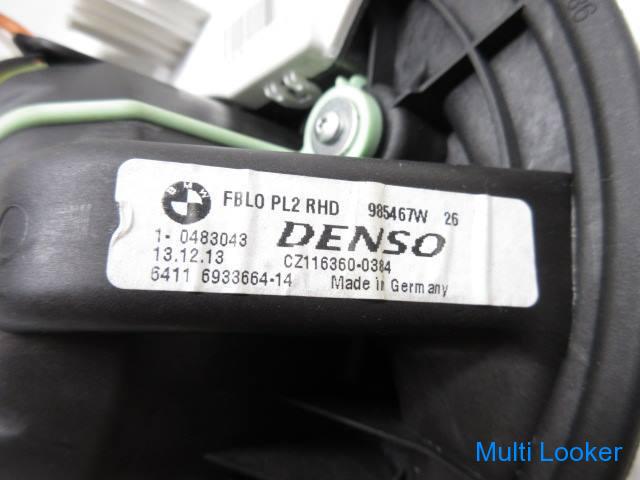 BMW
FBL0 PL2 RHD 985467W 26
1- 0483043 DENSO
13.12.13 CZ116360-0384
6411 6933664-14 Made in Germany
Multi Looker